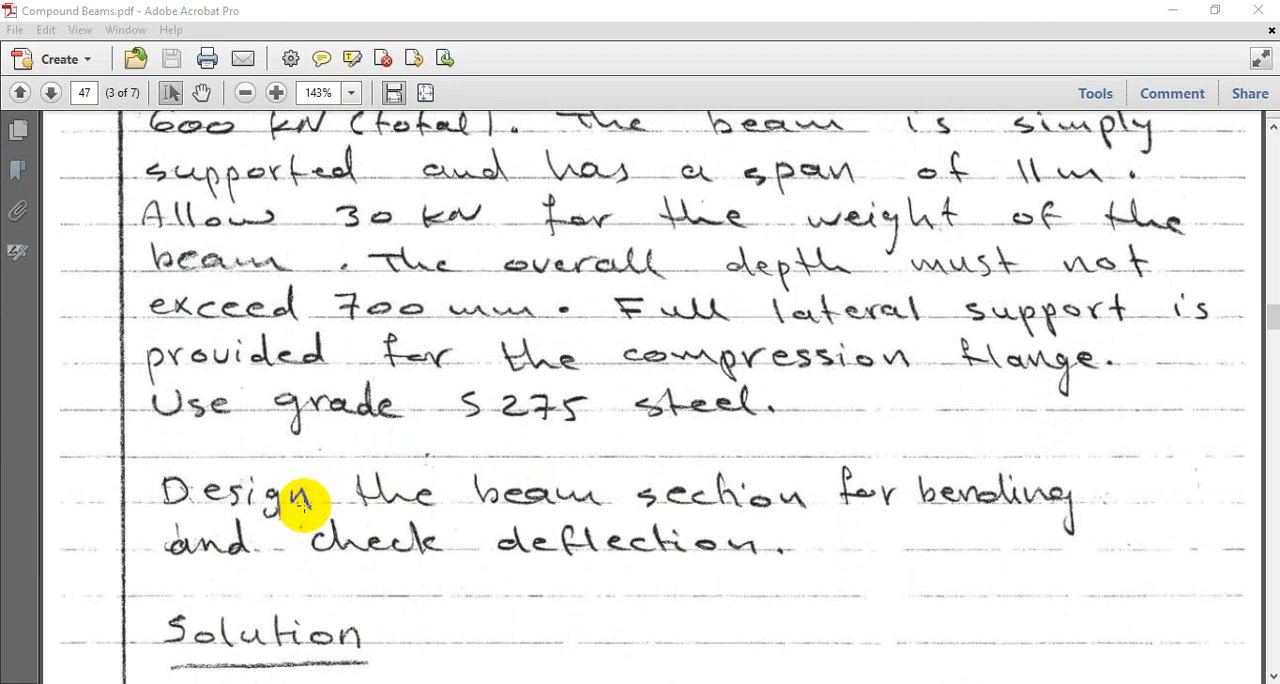 Compound Beams.pdf - Adobe Acrobat Pro
File Edit View Window Help
Create
47 (3 of 7) 143% Tools Comment Share
600 kN (total). The beam is simply
supported and has a span of 11m.
Allow 30 kN for the weight of the
beam. The overall depth must not
exceed 700 mm. Full lateral support is
provided for the compression flange.
Use grade S 275 steel.
Design the beam section for bending
and check deflection.
Solution